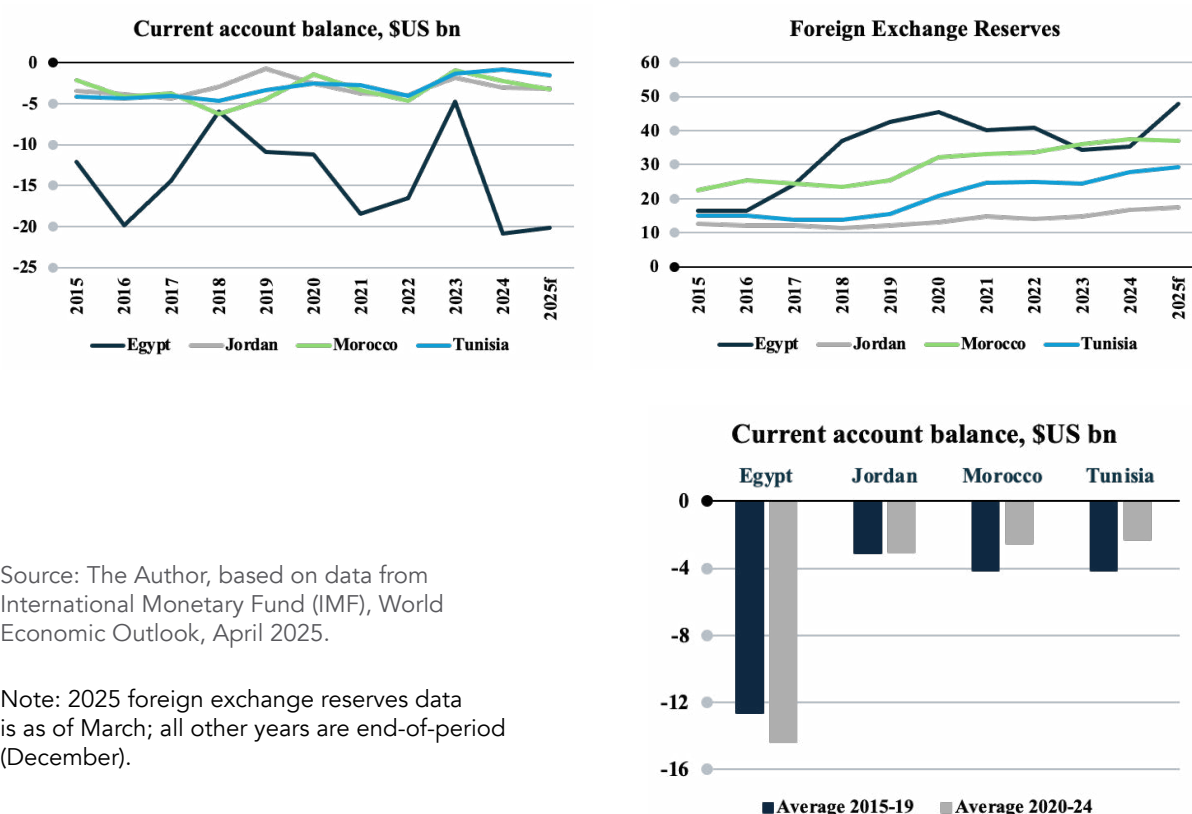 Current account balance, $US bn
0
-5
-10
-15
-20
-25
2015
2016
2017
2018
2019
2020
2021
2022
2023
2024
2025f
Egypt Jordan Morocco Tunisia
Foreign Exchange Reserves
60
50
40
30
20
10
0
2015
2016
2017
2018
2019
2020
2021
2022
2023
2024
2025f
Egypt Jordan Morocco Tunisia
Current account balance, $US bn
Egypt Jordan Morocco Tunisia
0
-4
-8
-12
-16
Average 2015-19 Average 2020-24
Source: The Author, based on data from
International Monetary Fund (IMF), World
Economic Outlook, April 2025.
Note: 2025 foreign exchange reserves data
is as of March; all other years are end-of-period
(December).